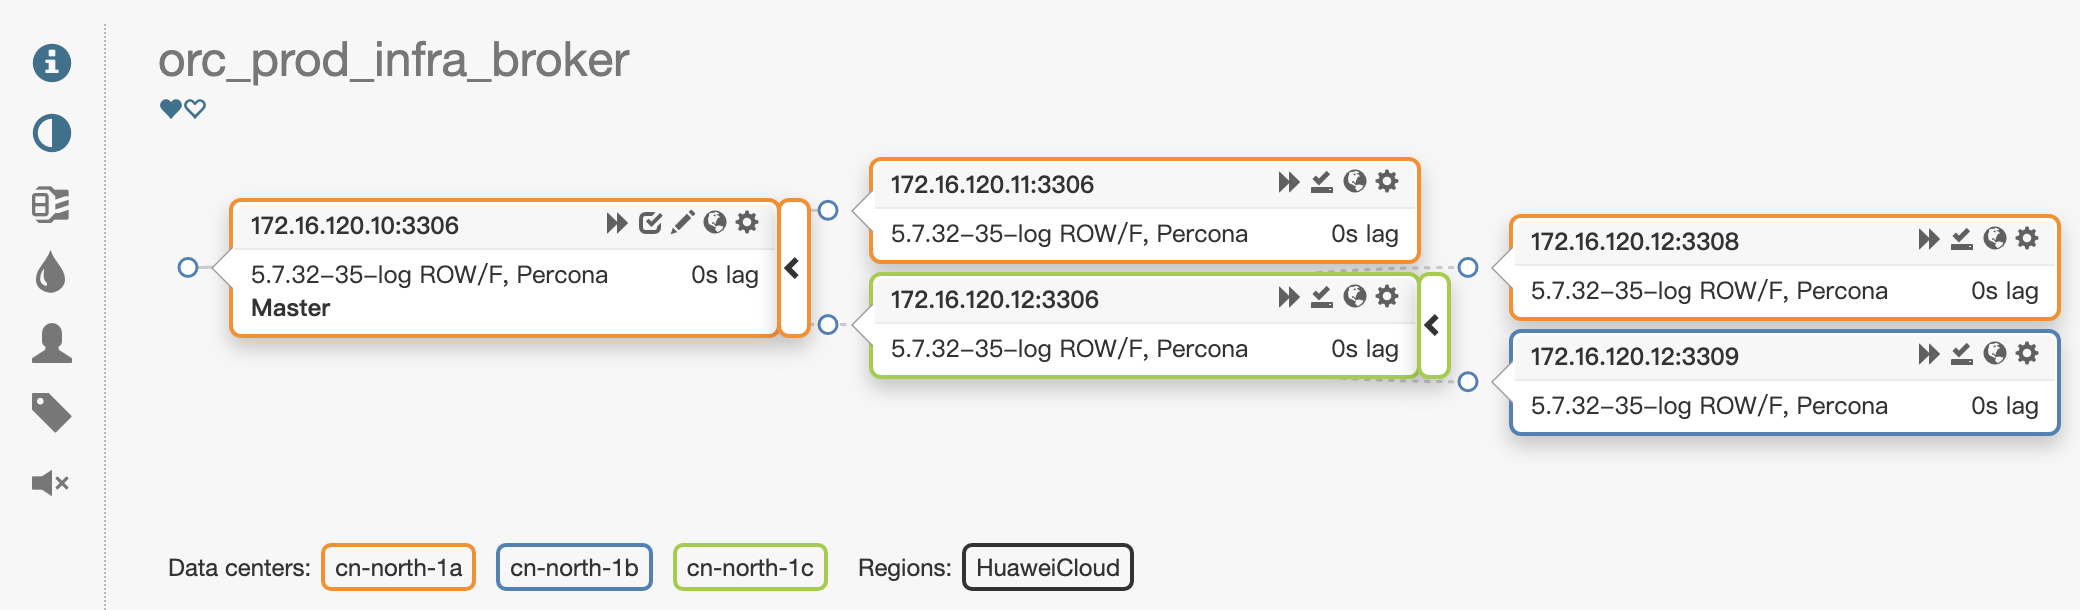 orc_prod_infra_broker
172.16.120.10:3306
5.7.32-35-log ROW/F, Percona 0s lag
Master
172.16.120.11:3306
5.7.32-35-log ROW/F, Percona 0s lag
172.16.120.12:3306
5.7.32-35-log ROW/F, Percona 0s lag
172.16.120.12:3308
5.7.32-35-log ROW/F, Percona 0s lag
172.16.120.12:3309
5.7.32-35-log ROW/F, Percona 0s lag
Data centers: cn-north-1a cn-north-1b cn-north-1c Regions: HuaweiCloud